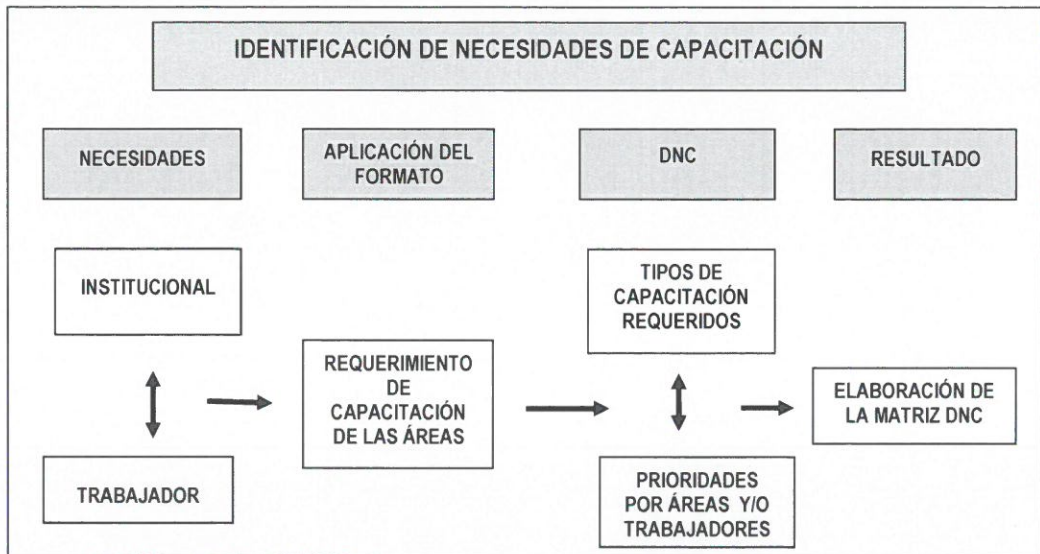 IDENTIFICACIÓN DE NECESIDADES DE CAPACITACIÓN
NECESIDADES
APLICACIÓN DEL
FORMATO
DNC
RESULTADO
INSTITUCIONAL
TRABAJADOR
REQUERIMIENTO
DE
CAPACITACIÓN
DE LAS ÁREAS
TIPOS DE
CAPACITACIÓN
REQUERIDOS
PRIORIDADES
POR ÁREAS Y/O
TRABAJADORES
ELABORACIÓN DE
LA MATRIZ DNC